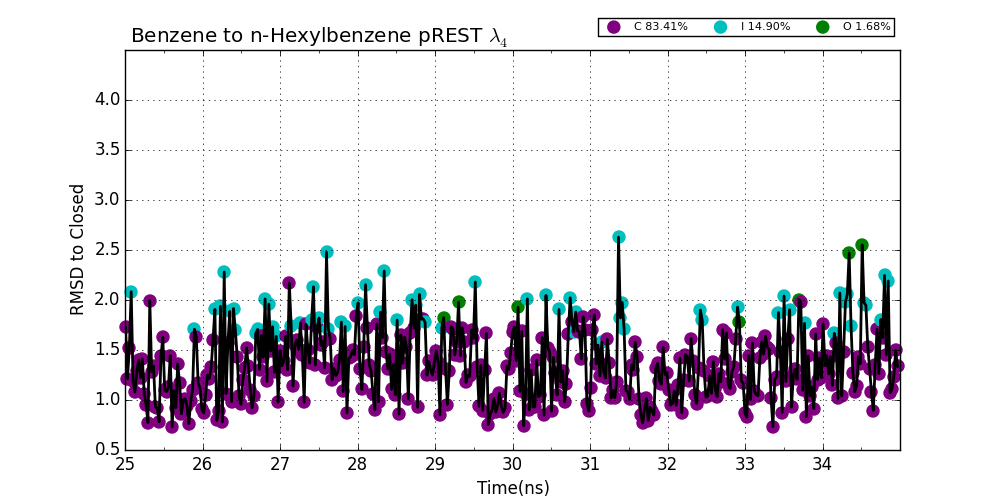 Benzene to n-Hexylbenzene pREST λ4
C 83.41% I 14.90% O 1.68%
RMSD to Closed
4.0
3.5
3.0
2.5
2.0
1.5
1.0
0.5
25 26 27 28 29 30 31 32 33 34
Time(ns)